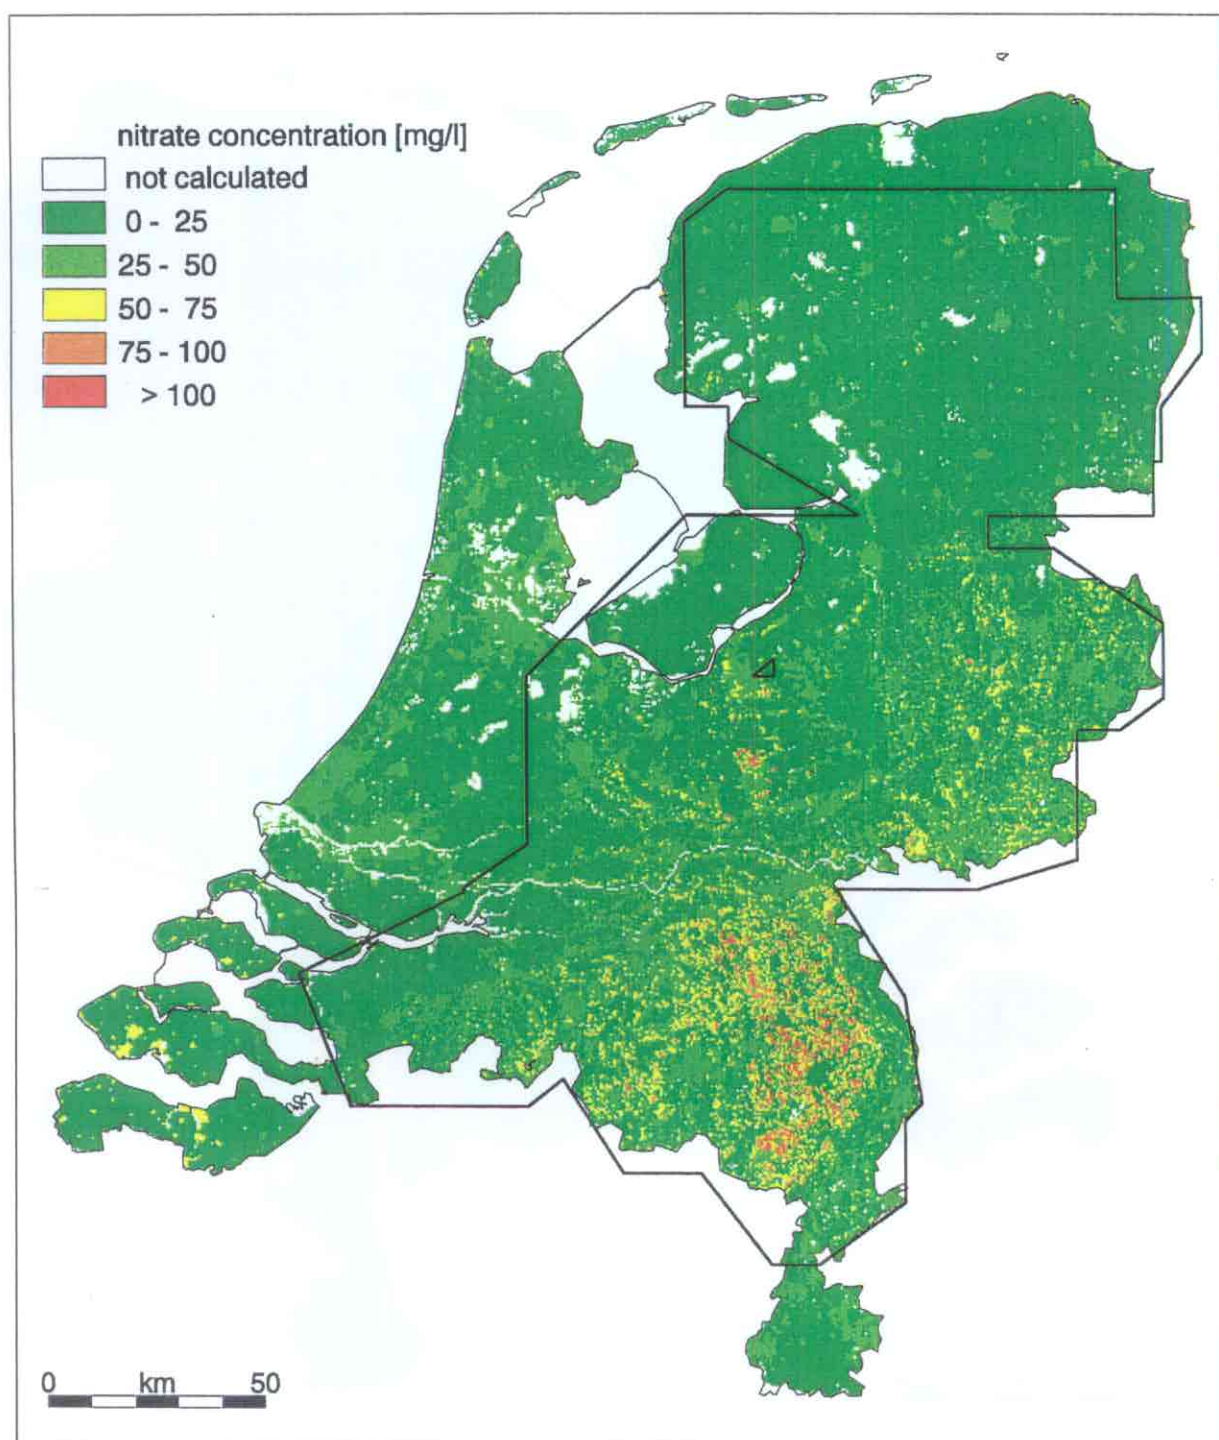 nitrate concentration [mg/l]
not calculated
0 - 25
25 - 50
50 - 75
75 - 100
> 100
0 km 50